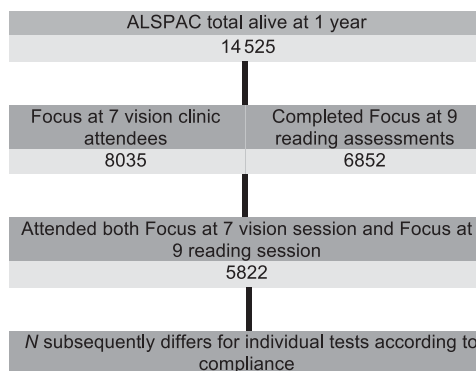 ALSPAC total alive at 1 year
14 525
Focus at 7 vision clinic
attendees
8035
Completed Focus at 9
reading assessments
6852
Attended both Focus at 7 vision session and Focus at
9 reading session
5822
N subsequently differs for individual tests according to
compliance